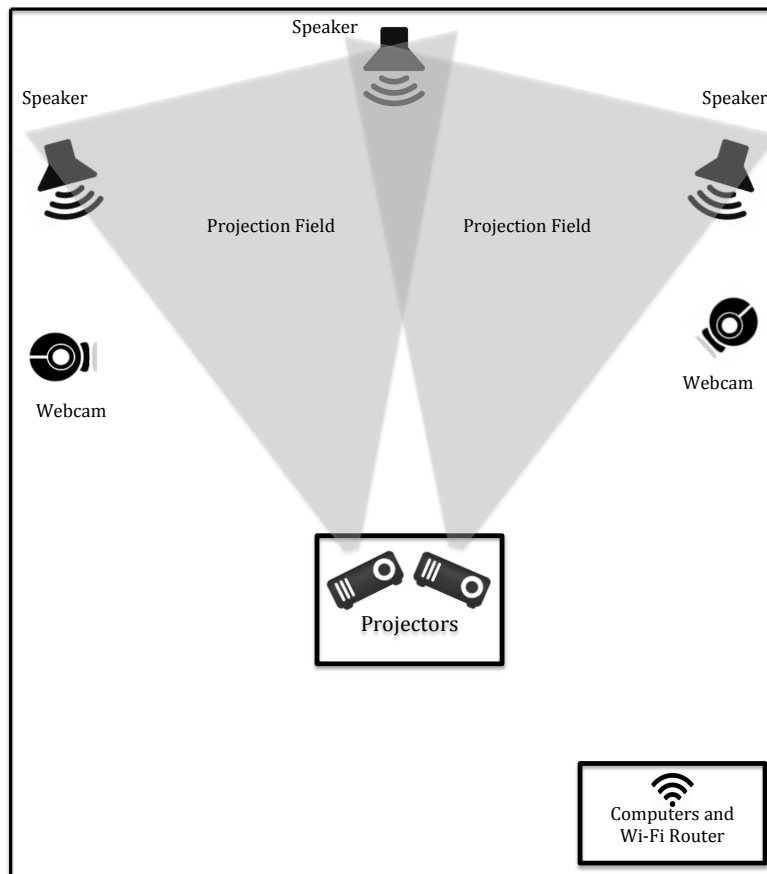 Speaker
Speaker
Speaker
Projection Field
Projection Field
Webcam
Webcam
Projectors
Computers and
Wi-Fi Router